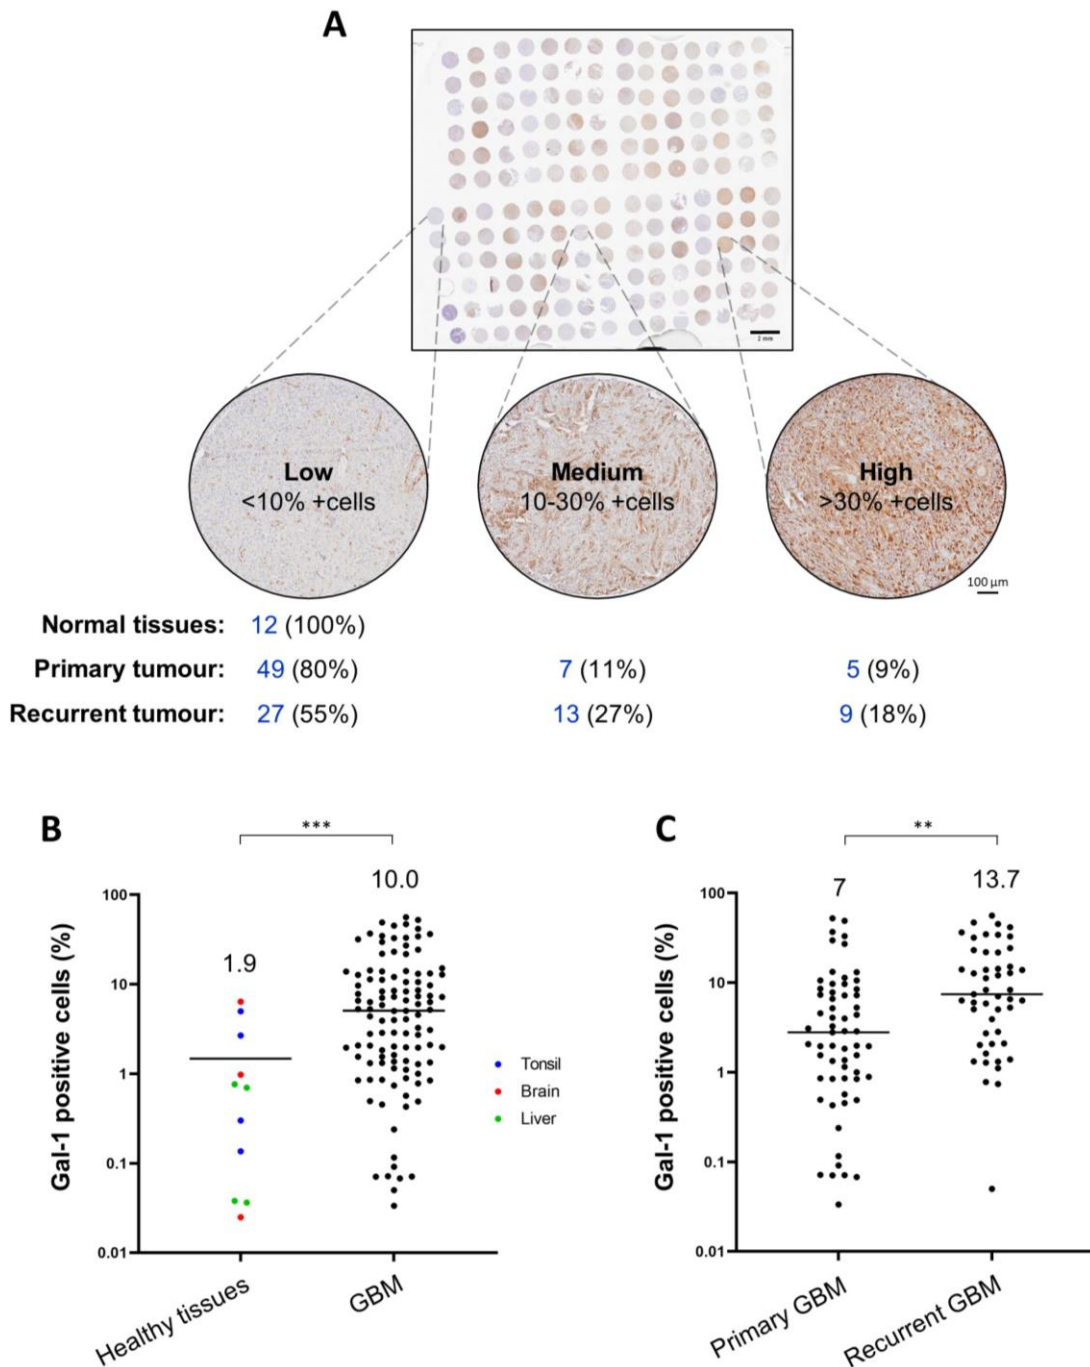 A
2 mm
Low
<10% +cells
Medium
10-30% +cells
High
>30% +cells
100 µm
Normal tissues: 12 (100%)
Primary tumour: 49 (80%) 7 (11%) 5 (9%)
Recurrent tumour: 27 (55%) 13 (27%) 9 (18%)
B
***
10.0
1.9
Gal-1 positive cells (%)
100
10
1
0.1
0.01
Healthy tissues
GBM
Tonsil
Brain
Liver
C
**
7
13.7
Gal-1 positive cells (%)
100
10
1
0.1
0.01
Primary GBM
Recurrent GBM